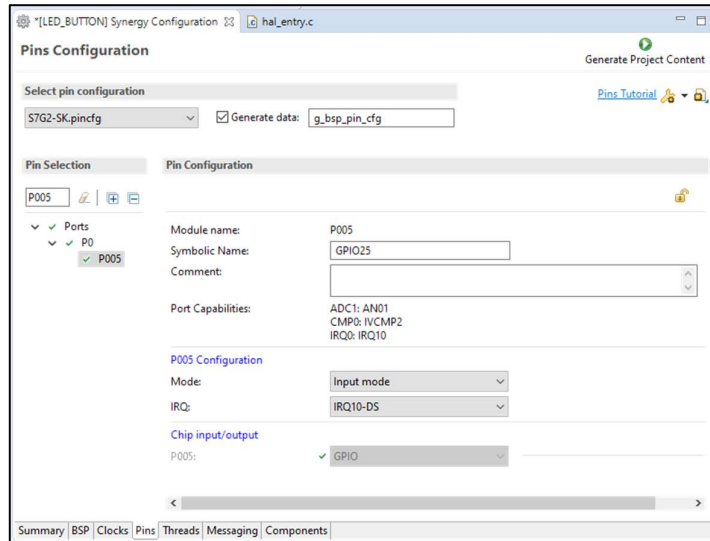 *[LED_BUTTON] Synergy Configuration
hal_entry.c
Pins Configuration
Generate Project Content
Select pin configuration
Pins Tutorial
S7G2-SK.pincfg
Generate data:
g_bsp_pin_cfg
Pin Selection
Pin Configuration
P005
Ports
P0
P005
Module name:
P005
Symbolic Name:
GPIO25
Comment:
Port Capabilities:
ADC1: AN01
CMP0: IVCMP2
IRQ0: IRQ10
P005 Configuration
Mode:
Input mode
IRQ:
IRQ10-DS
Chip input/output
P005:
GPIO
Summary BSP Clocks Pins Threads Messaging Components